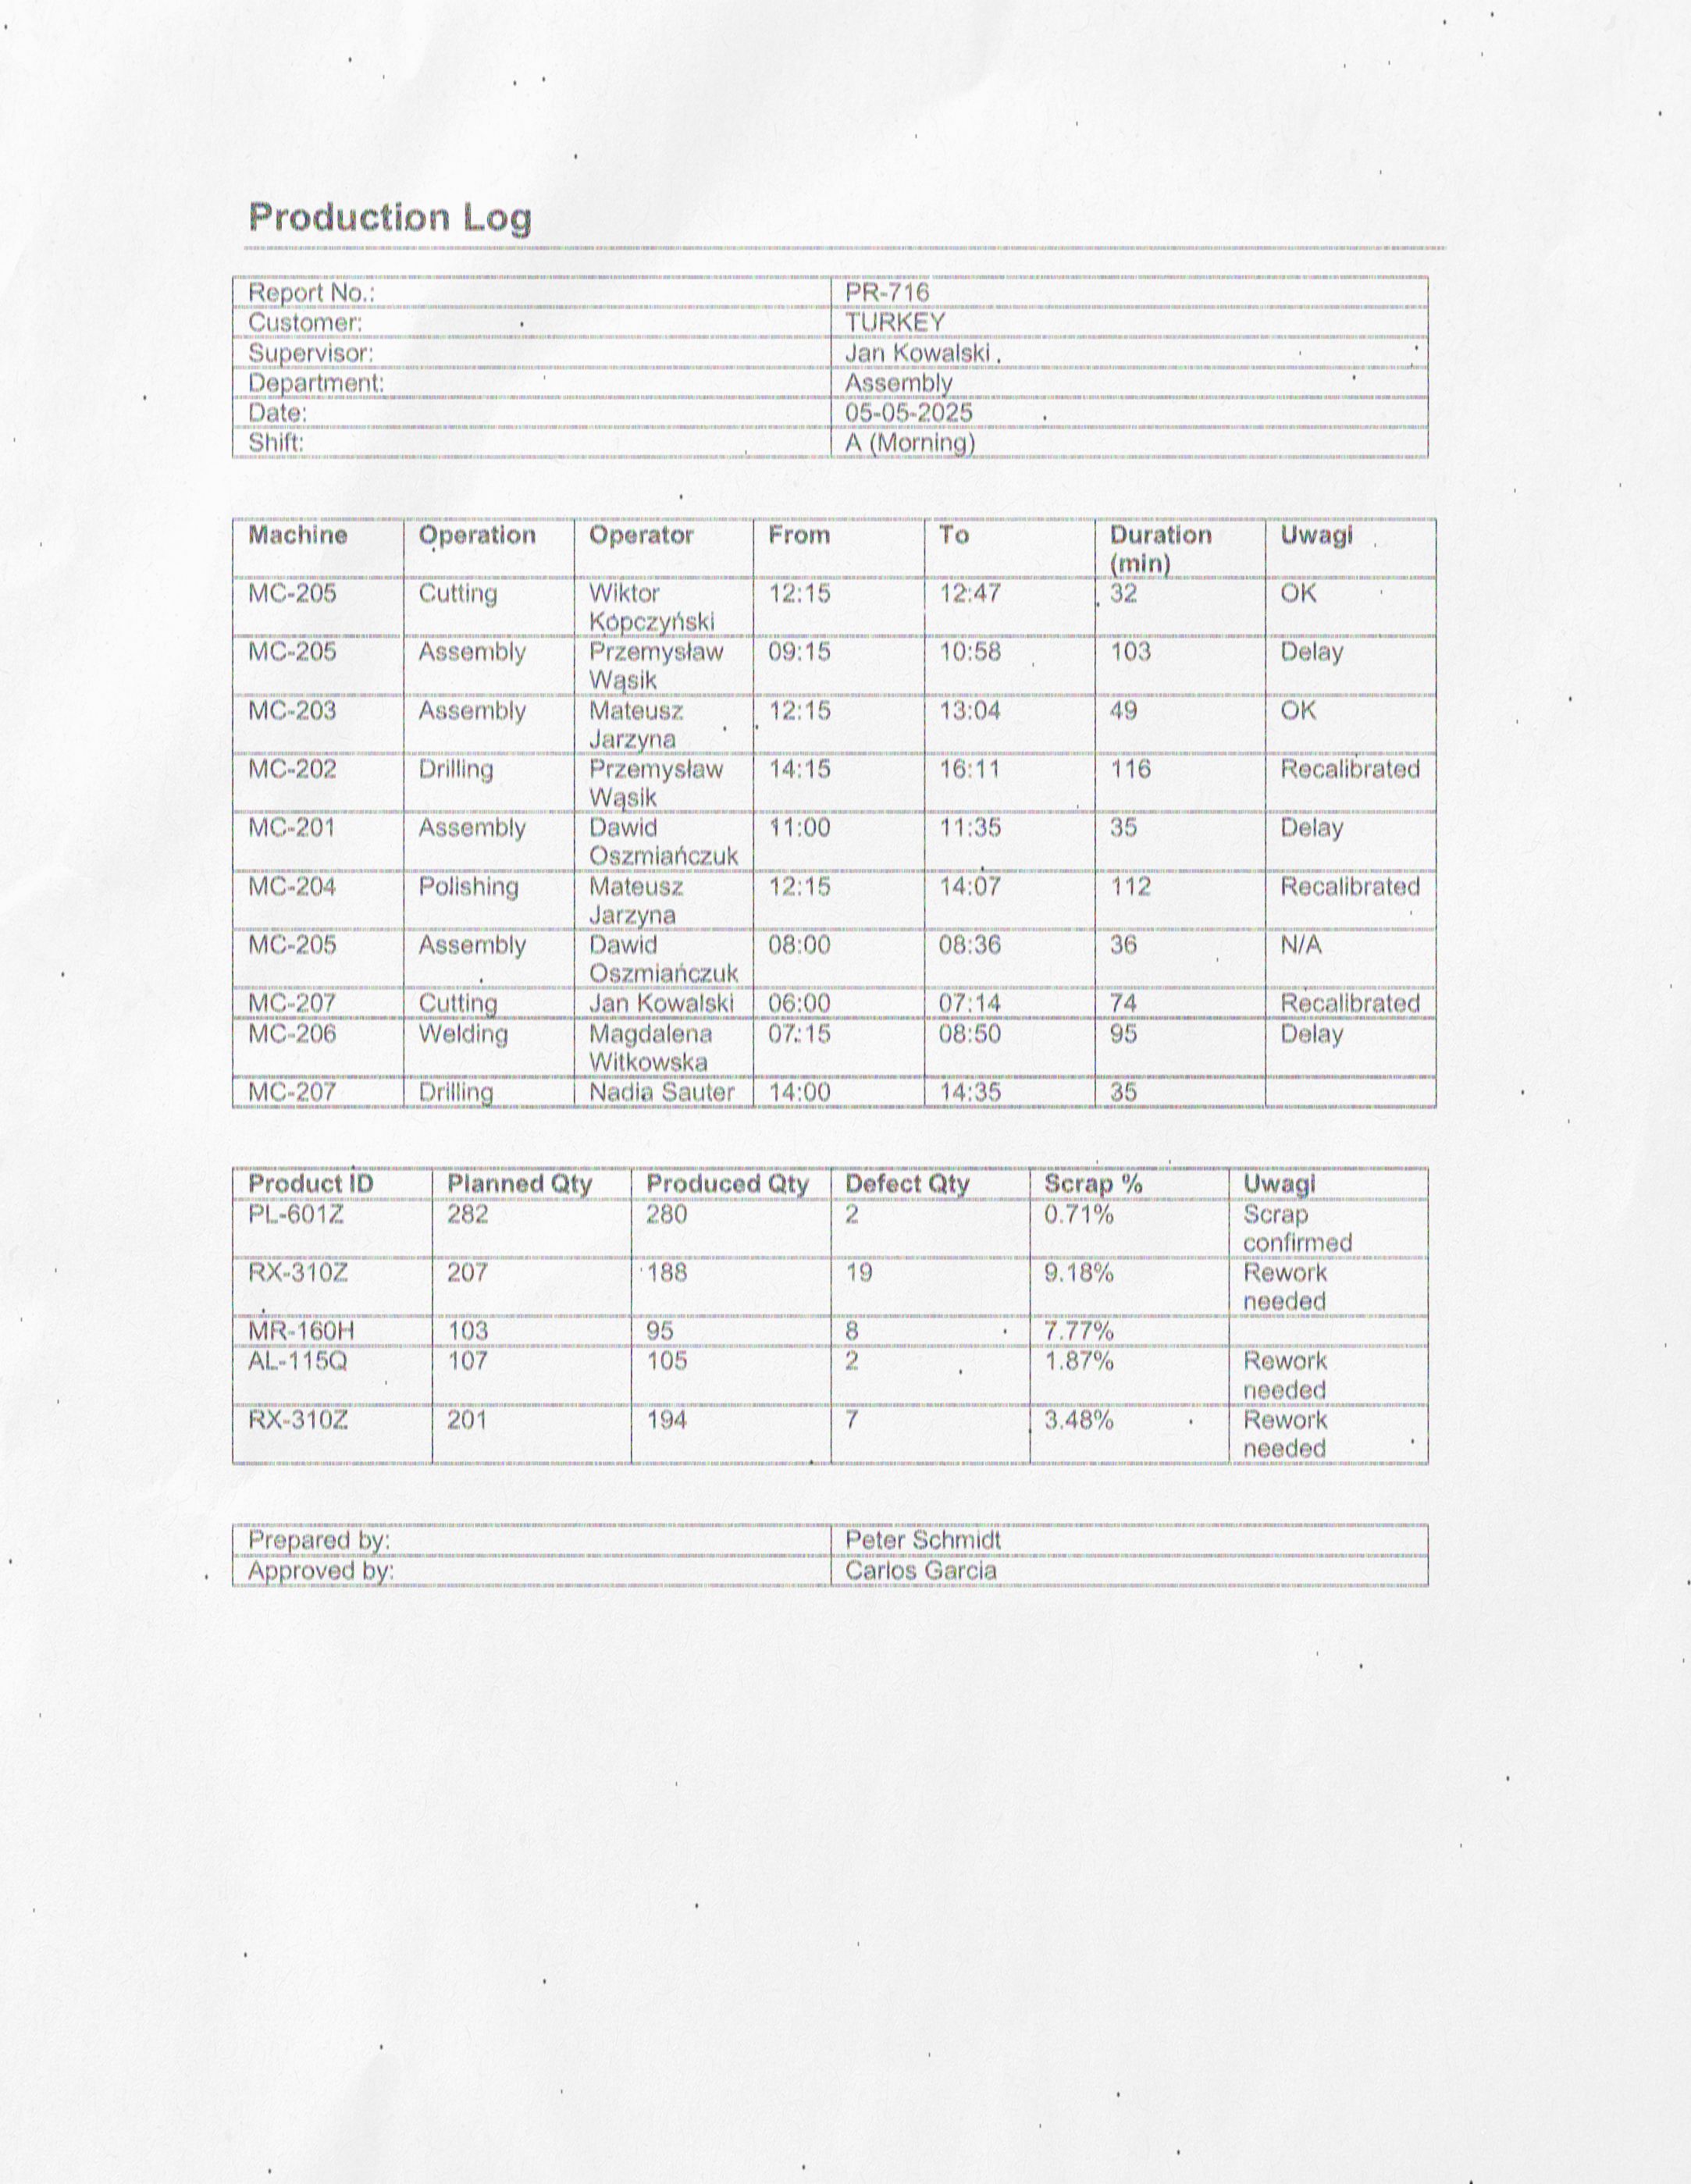 Production Log
Report No.: PR-716
Customer: TURKEY
Supervisor: Jan Kowalski
Department: Assembly
Date: 05-05-2025
Shift: A (Morning)
Machine Operation Operator From To Duration (min) Uwagi
MC-205 Cutting Wiktor Kopczyński 12:15 12:47 32 OK
MC-205 Assembly Przemysław Wąsik 09:15 10:58 103 Delay
MC-203 Assembly Mateusz Jarzyna 12:15 13:04 49 OK
MC-202 Drilling Przemysław Wąsik 14:15 16:11 116 Recalibrated
MC-201 Assembly Dawid Oszmiańczuk 11:00 11:35 35 Delay
MC-204 Polishing Mateusz Jarzyna 12:15 14:07 112 Recalibrated
MC-205 Assembly Dawid Oszmiańczuk 08:00 08:36 36 N/A
MC-207 Cutting Jan Kowalski 06:00 07:14 74 Recalibrated
MC-206 Welding Magdalena Witkowska 07:15 08:50 95 Delay
MC-207 Drilling Nadia Sauter 14:00 14:35 35
Product ID Planned Qty Produced Qty Defect Qty Scrap % Uwagi
PL-601Z 282 280 2 0.71% Scrap confirmed
RX-310Z 207 188 19 9.18% Rework needed
MR-160H 103 95 8 7.77%
AL-115Q 107 105 2 1.87% Rework needed
RX-310Z 201 194 7 3.48% Rework needed
Prepared by: Peter Schmidt
Approved by: Carlos Garcia